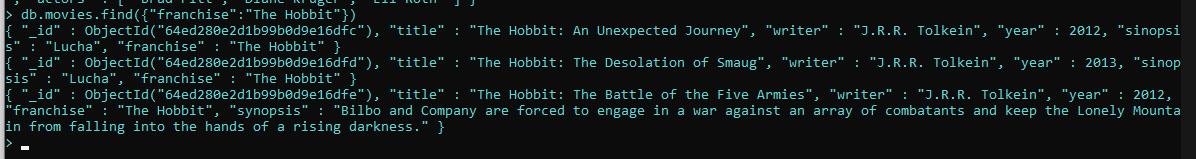 , "actors" : [ "Brad Pitt", "Diane Kruger", "Eli Roth" ] }
> db.movies.find({"franchise":"The Hobbit"})
{ "_id" : ObjectId("64ed280e2d1b99b0d9e16dfc"), "title" : "The Hobbit: An Unexpected Journey", "writer" : "J.R.R. Tolkein", "year" : 2012, "sinopsi
s" : "Lucha", "franchise" : "The Hobbit" }
{ "_id" : ObjectId("64ed280e2d1b99b0d9e16dfd"), "title" : "The Hobbit: The Desolation of Smaug", "writer" : "J.R.R. Tolkein", "year" : 2013, "sinop
sis" : "Lucha", "franchise" : "The Hobbit" }
{ "_id" : ObjectId("64ed280e2d1b99b0d9e16dfe"), "title" : "The Hobbit: The Battle of the Five Armies", "writer" : "J.R.R. Tolkein", "year" : 2012,
"franchise" : "The Hobbit", "synopsis" : "Bilbo and Company are forced to engage in a war against an array of combatants and keep the Lonely Mounta
in from falling into the hands of a rising darkness." }
>